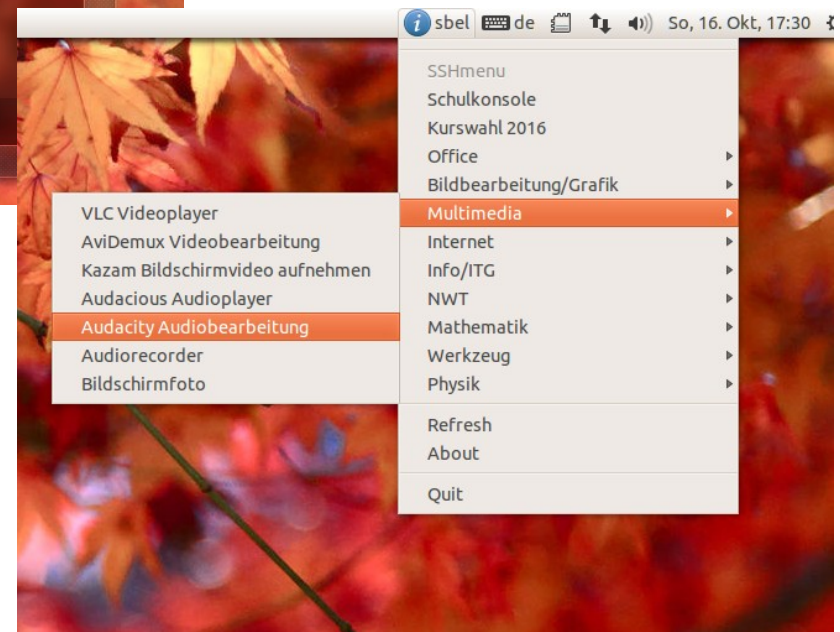 sbel de So, 16. Okt, 17:30
SSHmenu
Schulkonsole
Kurswahl 2016
Office
Bildbearbeitung/Grafik
Multimedia
Internet
Info/ITG
NWT
Mathematik
Werkzeug
Physik
Refresh
About
Quit
VLC Videoplayer
AviDemux Videobearbeitung
Kazam Bildschirmvideo aufnehmen
Audacious Audioplayer
Audacity Audiobearbeitung
Audiorecorder
Bildschirmfoto